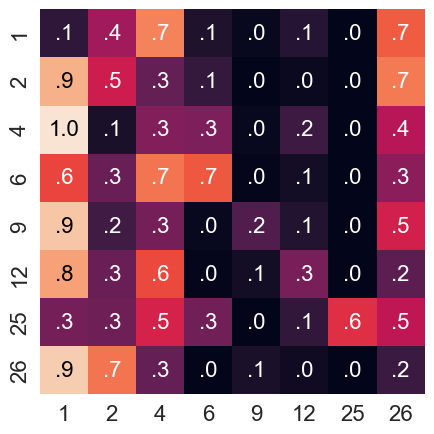 1 .1 .4 .7 .1 .0 .1 .0 .7
2 .9 .5 .3 .1 .0 .0 .0 .7
4 1.0 .1 .3 .3 .0 .2 .0 .4
6 .6 .3 .7 .7 .0 .1 .0 .3
9 .9 .2 .3 .0 .2 .1 .0 .5
12 .8 .3 .6 .0 .1 .3 .0 .2
25 .3 .3 .5 .3 .0 .1 .6 .5
26 .9 .7 .3 .0 .1 .0 .0 .2
1 2 4 6 9 12 25 26